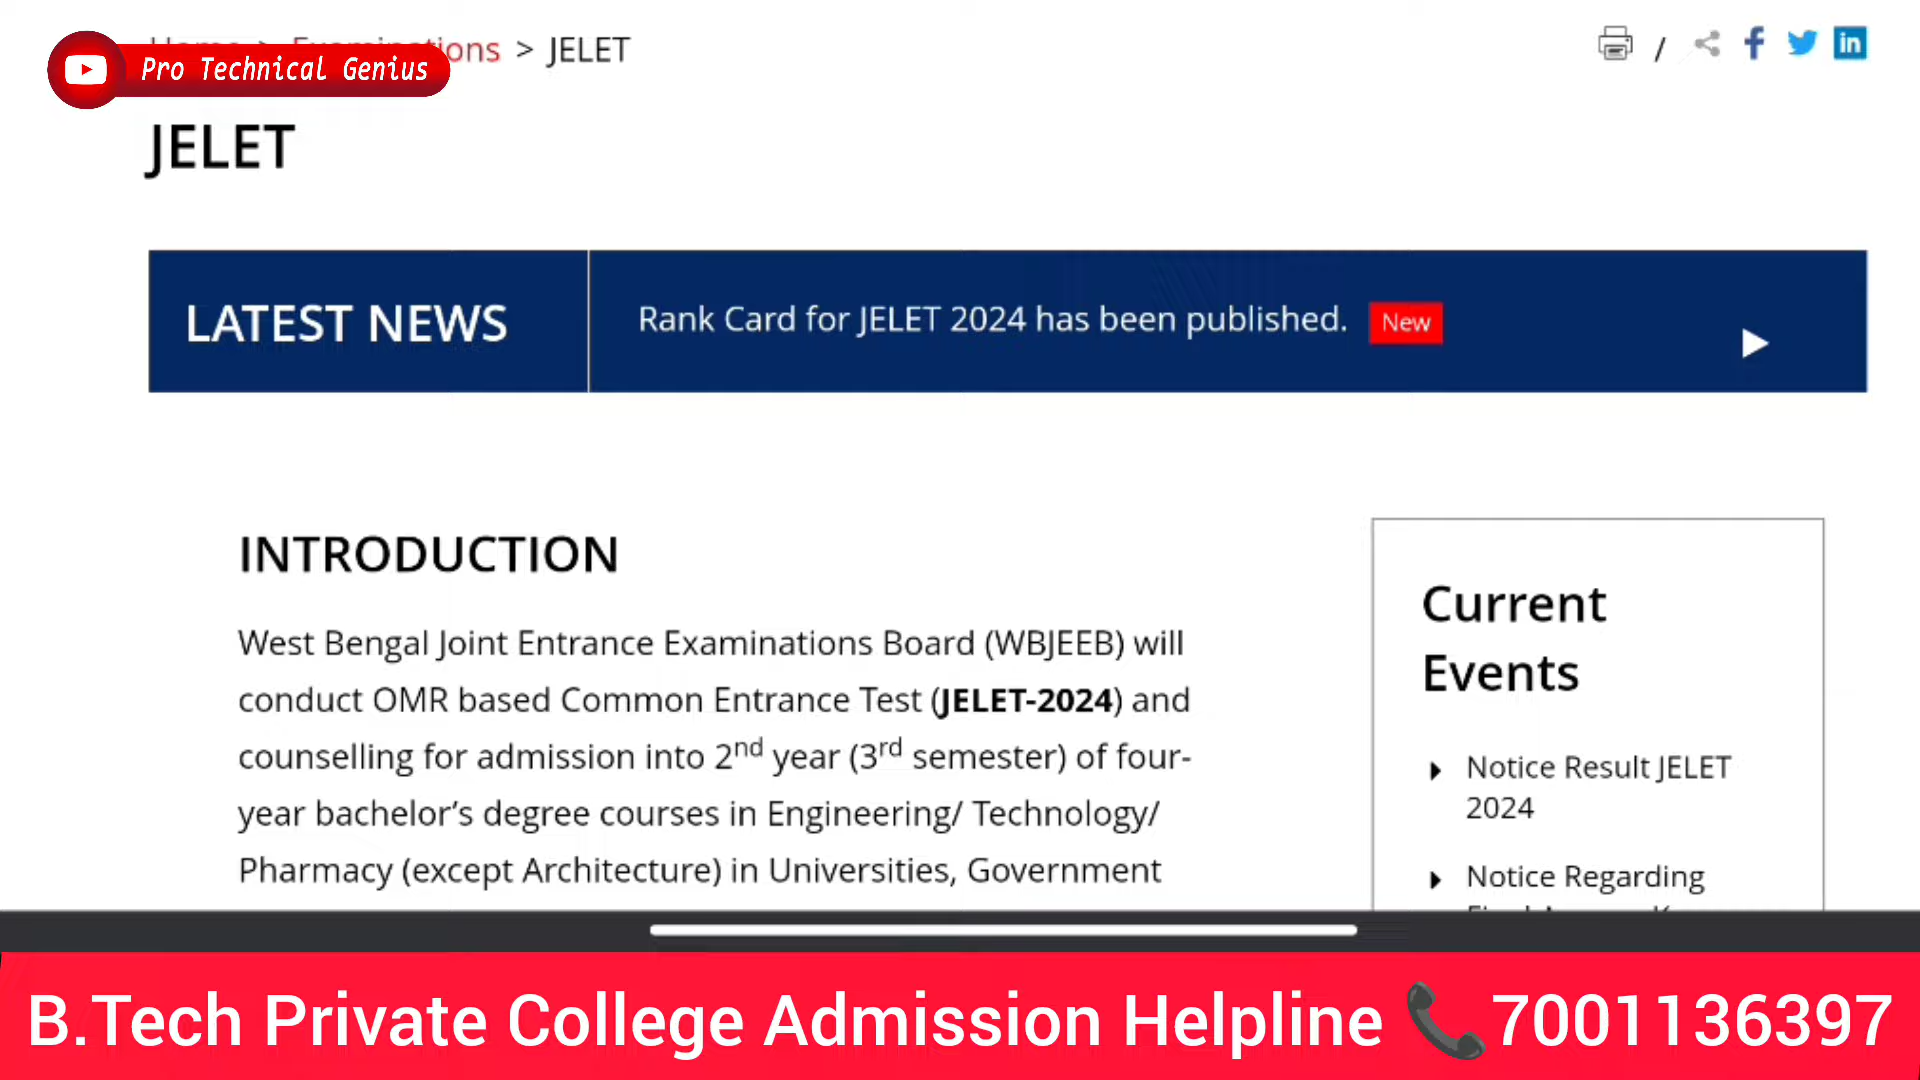 Home > Examinations > JELET
Pro Technical Genius
JELET
LATEST NEWS
Rank Card for JELET 2024 has been published. New
INTRODUCTION
West Bengal Joint Entrance Examinations Board (WBJEEB) will
conduct OMR based Common Entrance Test (JELET-2024) and
counselling for admission into 2nd year (3rd semester) of four-
year bachelor’s degree courses in Engineering/ Technology/
Pharmacy (except Architecture) in Universities, Government
Current
Events
Notice Result JELET
2024
Notice Regarding
B.Tech Private College Admission Helpline 📞7001136397